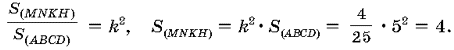 S(MNKH) / S(ABCD) = k², S(MNKH) = k² · S(ABCD) = 4/25 · 5² = 4.